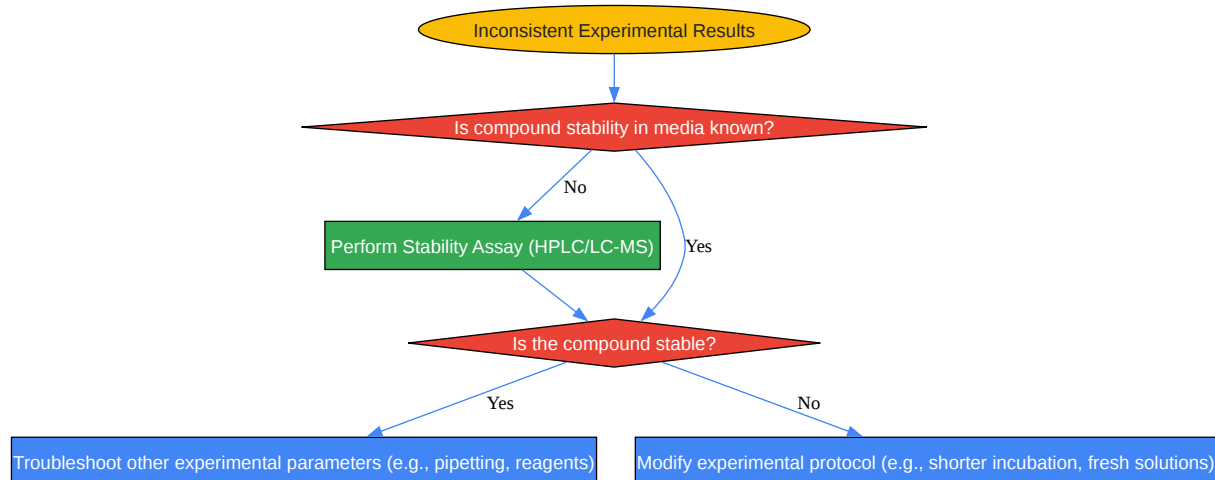 Inconsistent Experimental Results
Is compound stability in media known?
No
Perform Stability Assay (HPLC/LC-MS)
Yes
Is the compound stable?
Yes
No
Troubleshoot other experimental parameters (e.g., pipetting, reagents)
Modify experimental protocol (e.g., shorter incubation, fresh solutions)